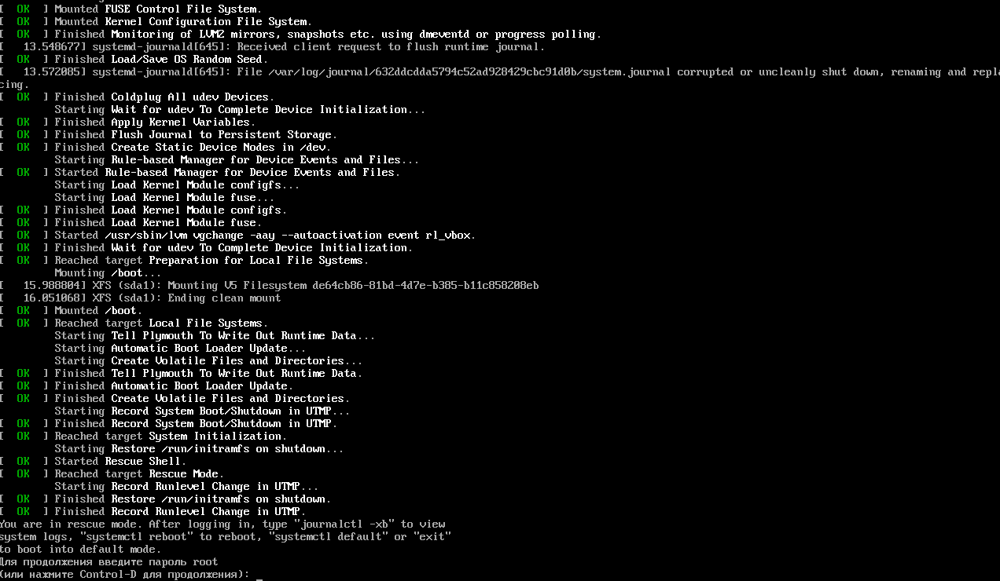 [  OK  ] Mounted FUSE Control File System.
[  OK  ] Mounted Kernel Configuration File System.
[  OK  ] Finished Monitoring of LVM2 mirrors, snapshots etc. using dmeventd or progress polling.
[   13.548677] systemd-journald[645]: Received client request to flush runtime journal.
[  OK  ] Finished Load/Save OS Random Seed.
[   13.572085] systemd-journald[645]: File /var/log/journal/632ddcdda5794c52ad928429cbc91d0b/system.journal corrupted or uncleanly shut down, renaming and repla
cing.
[  OK  ] Finished Coldplug All udev Devices.
Starting Wait for udev To Complete Device Initialization...
[  OK  ] Finished Apply Kernel Variables.
[  OK  ] Finished Flush Journal to Persistent Storage.
[  OK  ] Finished Create Static Device Nodes in /dev.
Starting Rule-based Manager for Device Events and Files...
[  OK  ] Started Rule-based Manager for Device Events and Files.
Starting Load Kernel Module configfs...
Starting Load Kernel Module fuse...
[  OK  ] Finished Load Kernel Module configfs.
[  OK  ] Finished Load Kernel Module fuse.
[  OK  ] Started /usr/sbin/lvm vgchange -aay --autoactivation event rl_vbox.
[  OK  ] Finished Wait for udev To Complete Device Initialization.
[  OK  ] Reached target Preparation for Local File Systems.
Mounting /boot...
[   15.988804] XFS (sda1): Mounting V5 Filesystem de64cb86-81bd-4d7e-b385-b11c858208eb
[   16.051068] XFS (sda1): Ending clean mount
[  OK  ] Mounted /boot.
[  OK  ] Reached target Local File Systems.
Starting Tell Plymouth To Write Out Runtime Data...
Starting Automatic Boot Loader Update...
Starting Create Volatile Files and Directories...
[  OK  ] Finished Tell Plymouth To Write Out Runtime Data.
[  OK  ] Finished Automatic Boot Loader Update.
[  OK  ] Finished Create Volatile Files and Directories.
Starting Record System Boot/Shutdown in UTMP...
[  OK  ] Finished Record System Boot/Shutdown in UTMP.
[  OK  ] Reached target System Initialization.
Starting Restore /run/initramfs on shutdown...
[  OK  ] Started Rescue Shell.
[  OK  ] Reached target Rescue Mode.
Starting Record Runlevel Change in UTMP...
[  OK  ] Finished Restore /run/initramfs on shutdown.
[  OK  ] Finished Record Runlevel Change in UTMP.
You are in rescue mode. After logging in, type "journalctl -xb" to view
system logs, "systemctl reboot" to reboot, "systemctl default" or "exit"
to boot into default mode.
Для продолжения введите пароль root
(или нажмите Control-D для продолжения): _